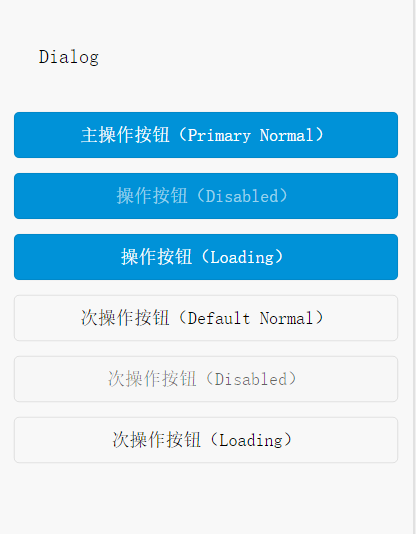 Dialog
主操作按钮（Primary Normal）
操作按钮（Disabled）
操作按钮（Loading）
次操作按钮（Default Normal）
次操作按钮（Disabled）
次操作按钮（Loading）